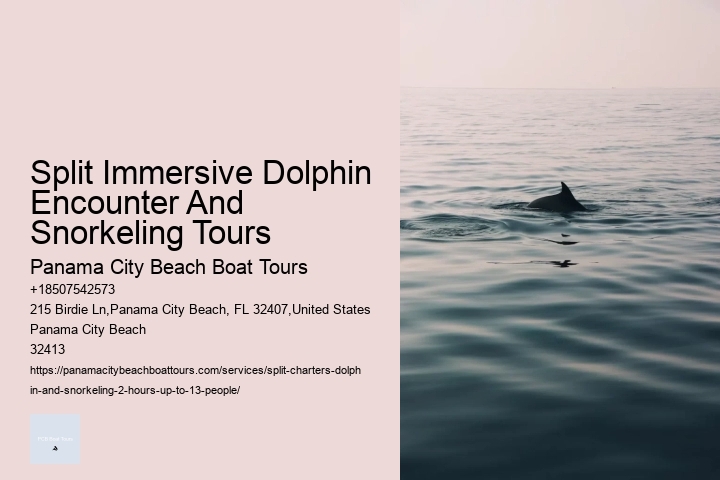 Split Immersive Dolphin
Encounter And
Snorkeling Tours
Panama City Beach Boat Tours
+18507542573
215 Birdie Ln,Panama City Beach, FL 32407,United States
Panama City Beach
32413
https://panamacitybeachboattours.com/services/split-charters-dolph
in-and-snorkeling-2-hours-up-to-13-people/